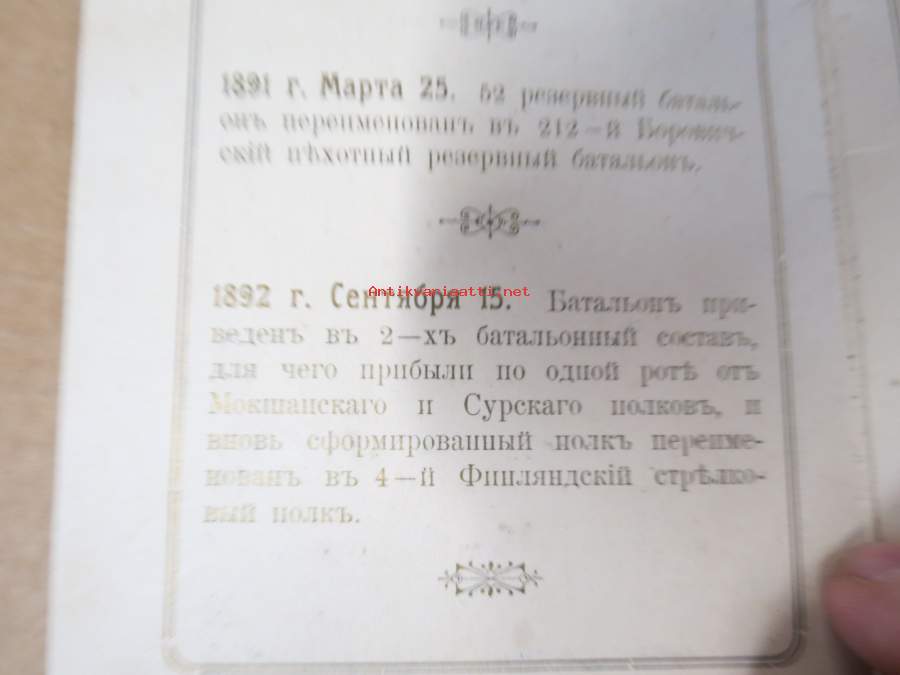 1891 г. Марта 25. 52 резервный баталь-
онъ переименованъ въ 212—й Борович-
скій пѣхотный резервный батальонъ.
1892 г. Сентября 15. Батальонъ при-
веденъ въ 2—хъ батальонный составъ,
для чего прибыли по одной ротѣ отъ
Мокшанскаго и Сурскаго полковъ, и
вновь сформированный полкъ переиме-
нованъ въ 4—й Финляндскій стрѣлко-
вый полкъ.
Antikvariaatti.net